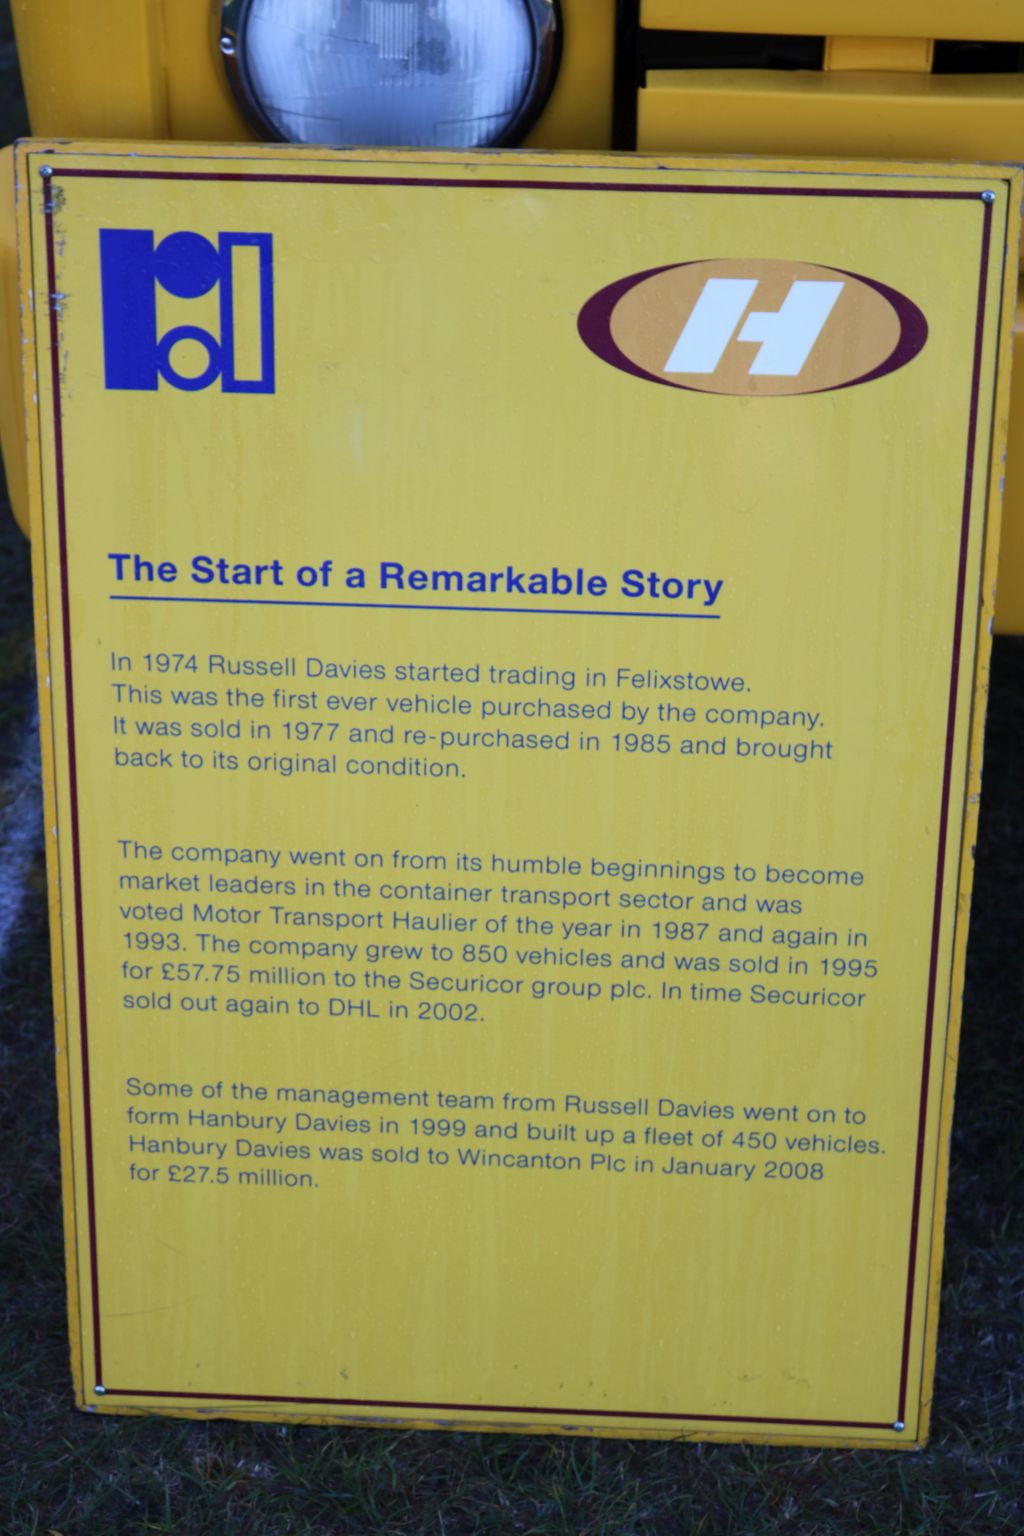 H
The Start of a Remarkable Story
In 1974 Russell Davies started trading in Felixstowe.
This was the first ever vehicle purchased by the company.
It was sold in 1977 and re-purchased in 1985 and brought
back to its original condition.
The company went on from its humble beginnings to become
market leaders in the container transport sector and was
voted Motor Transport Haulier of the year in 1987 and again in
1993. The company grew to 850 vehicles and was sold in 1995
for £57.75 million to the Securicor group plc. In time Securicor
sold out again to DHL in 2002.
Some of the management team from Russell Davies went on to
form Hanbury Davies in 1999 and built up a fleet of 450 vehicles.
Hanbury Davies was sold to Wincanton Plc in January 2008
for £27.5 million.